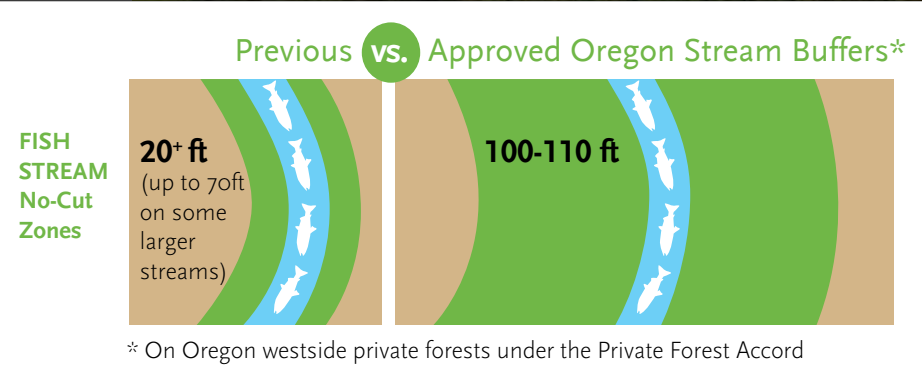 Previous vs. Approved Oregon Stream Buffers*
FISH
STREAM
No-Cut
Zones
20+ ft
(up to 70ft
on some
larger
streams)
100-110 ft
* On Oregon westside private forests under the Private Forest Accord